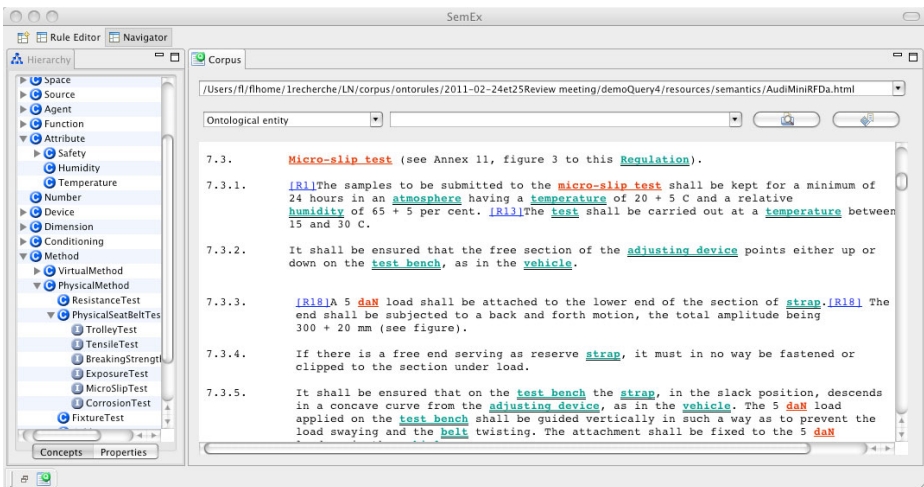 SemEx
Rule Editor Navigator
Hierarchy
Space
Source
Agent
Function
Attribute
Safety
Humidity
Temperature
Number
Device
Dimension
Conditioning
Method
VirtualMethod
PhysicalMethod
ResistanceTest
PhysicalSeatBeltTes
TrolleyTest
TensileTest
BreakingStrengtl
ExposureTest
MicroSlipTest
CorrosionTest
FixtureTest
Concepts Properties
Corpus
/Users/fl/flhome/1recherche/LN/corpus/ontorules/2011-02-24et25Review meeting/demoQuery4/resources/semantics/AudiMiniRFDa.html
Ontological entity
7.3. Micro-slip test (see Annex 11, figure 3 to this Regulation).
7.3.1. [R1]The samples to be submitted to the micro-slip test shall be kept for a minimum of
24 hours in an atmosphere having a temperature of 20 + 5 C and a relative
humidity of 65 + 5 per cent. [R13]The test shall be carried out at a temperature between
15 and 30 C.
7.3.2. It shall be ensured that the free section of the adjusting device points either up or
down on the test bench, as in the vehicle.
7.3.3. [R18]A 5 daN load shall be attached to the lower end of the section of strap.[R18] The
end shall be subjected to a back and forth motion, the total amplitude being
300 + 20 mm (see figure).
7.3.4. If there is a free end serving as reserve strap, it must in no way be fastened or
clipped to the section under load.
7.3.5. It shall be ensured that on the test bench the strap, in the slack position, descends
in a concave curve from the adjusting device, as in the vehicle. The 5 daN load
applied on the test bench shall be guided vertically in such a way as to prevent the
load swaying and the belt twisting. The attachment shall be fixed to the 5 daN